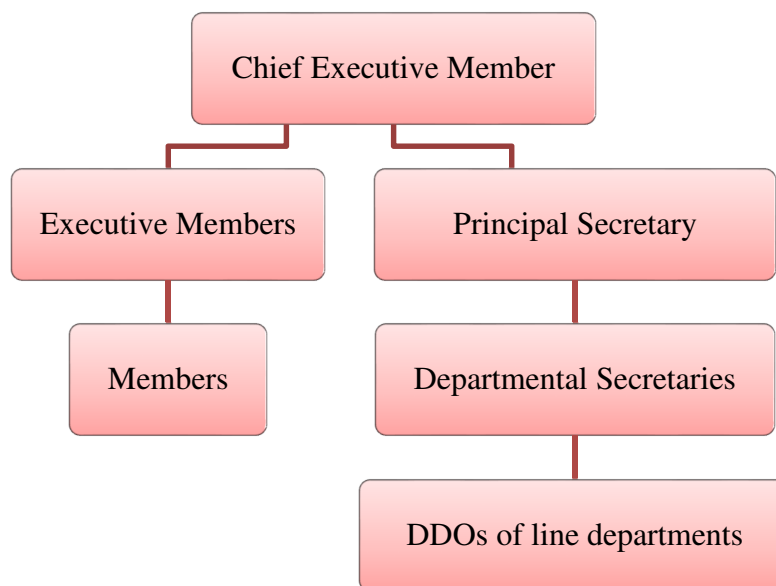 Chief Executive Member
Executive Members
Principal Secretary
Members
Departmental Secretaries
DDOs of line departments